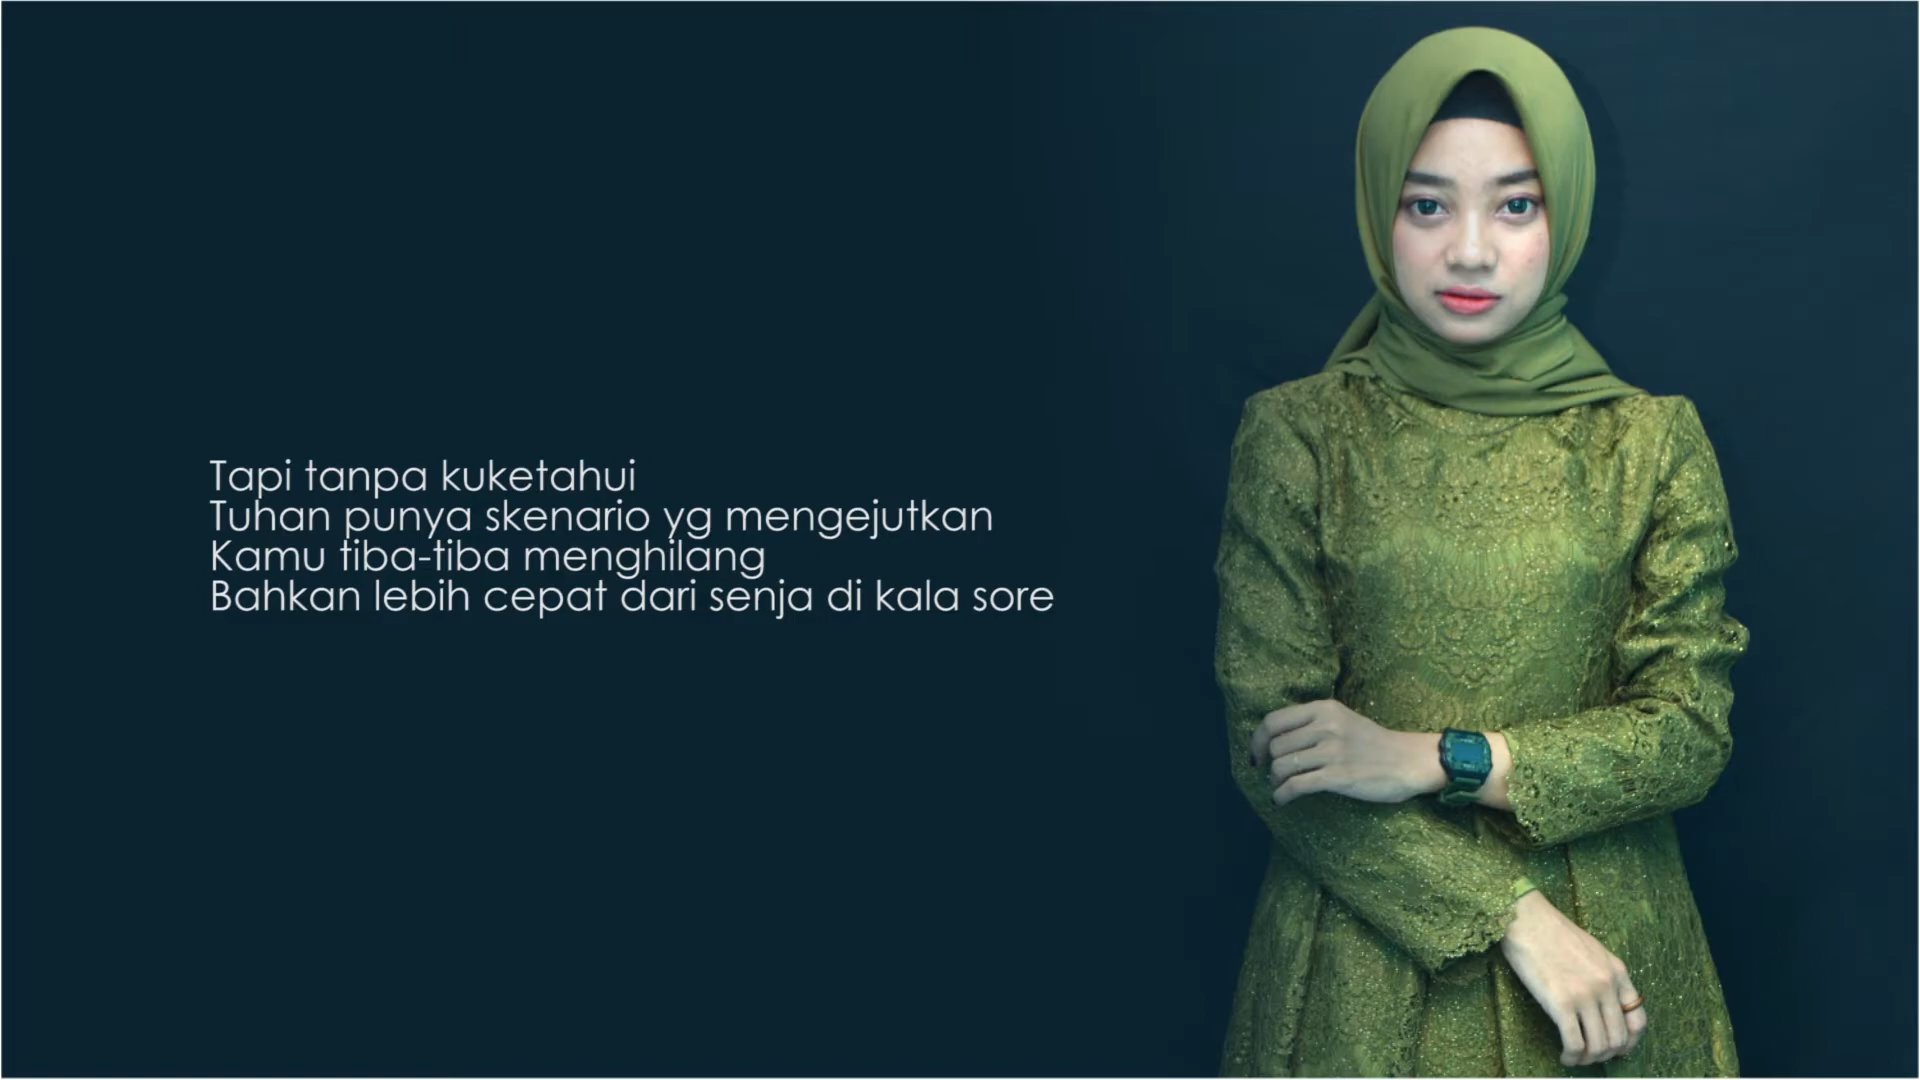 Tapi tanpa kuketahui
Tuhan punya skenario yg mengejutkan
Kamu tiba-tiba menghilang
Bahkan lebih cepat dari senja di kala sore